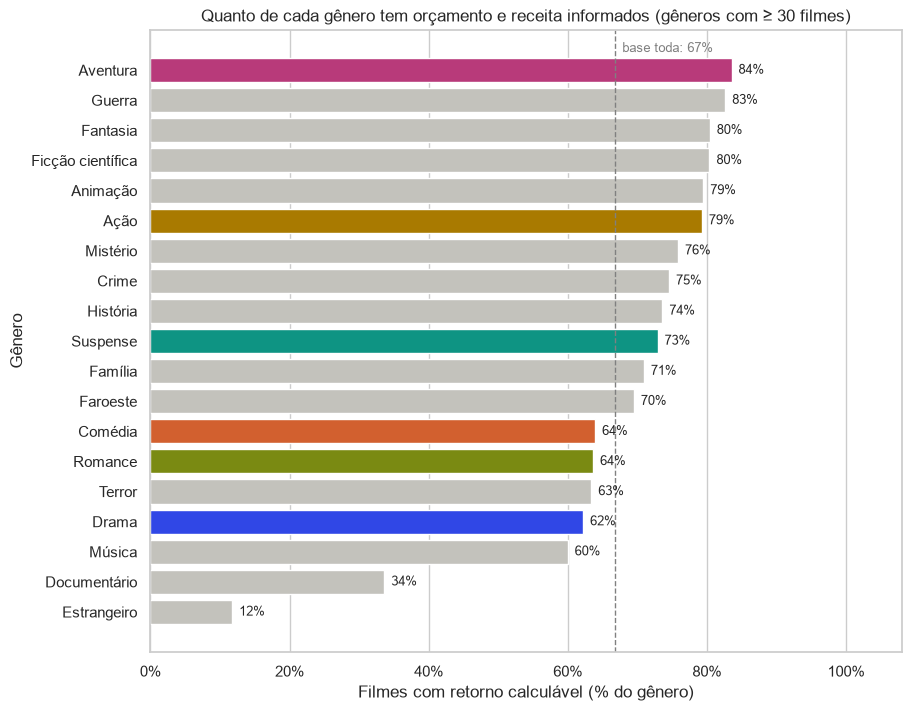 Quanto de cada gênero tem orçamento e receita informados (gêneros com ≥ 30 filmes)
base toda: 67%
Gênero
Aventura 84%
Guerra 83%
Fantasia 80%
Ficção científica 80%
Animação 79%
Ação 79%
Mistério 76%
Crime 75%
História 74%
Suspense 73%
Família 71%
Faroeste 70%
Comédia 64%
Romance 64%
Terror 63%
Drama 62%
Música 60%
Documentário 34%
Estrangeiro 12%
0% 20% 40% 60% 80% 100%
Filmes com retorno calculável (% do gênero)